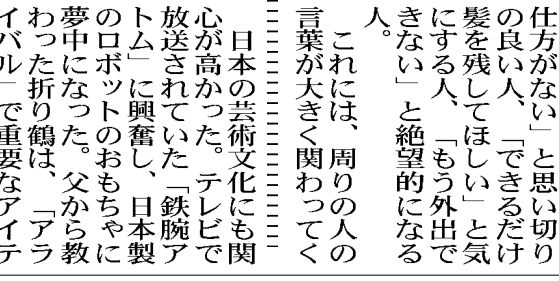 仕方がない」と思い切り
の良い人、「できるだけ
髪を残してほしい」と気
にする人、「もう外出で
きない」と絶望的になる
人。
これには、周りの人の
言葉が大きく関わってく
日本の芸術文化にも関
心が高かった。テレビで
放送されていた「鉄腕ア
トム」に興奮し、日本製
のロボットのおもちゃに
夢中になった。父から教
わった折り鶴は、「アラ
イバル」で重要なアイテ